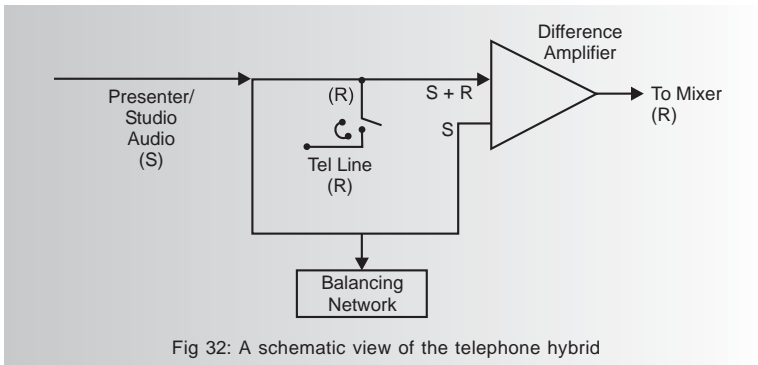 Difference
Amplifier
Presenter/
Studio
Audio
(S)
(R)
S + R
To Mixer
(R)
S
Tel Line
(R)
Balancing
Network
Fig 32: A schematic view of the telephone hybrid